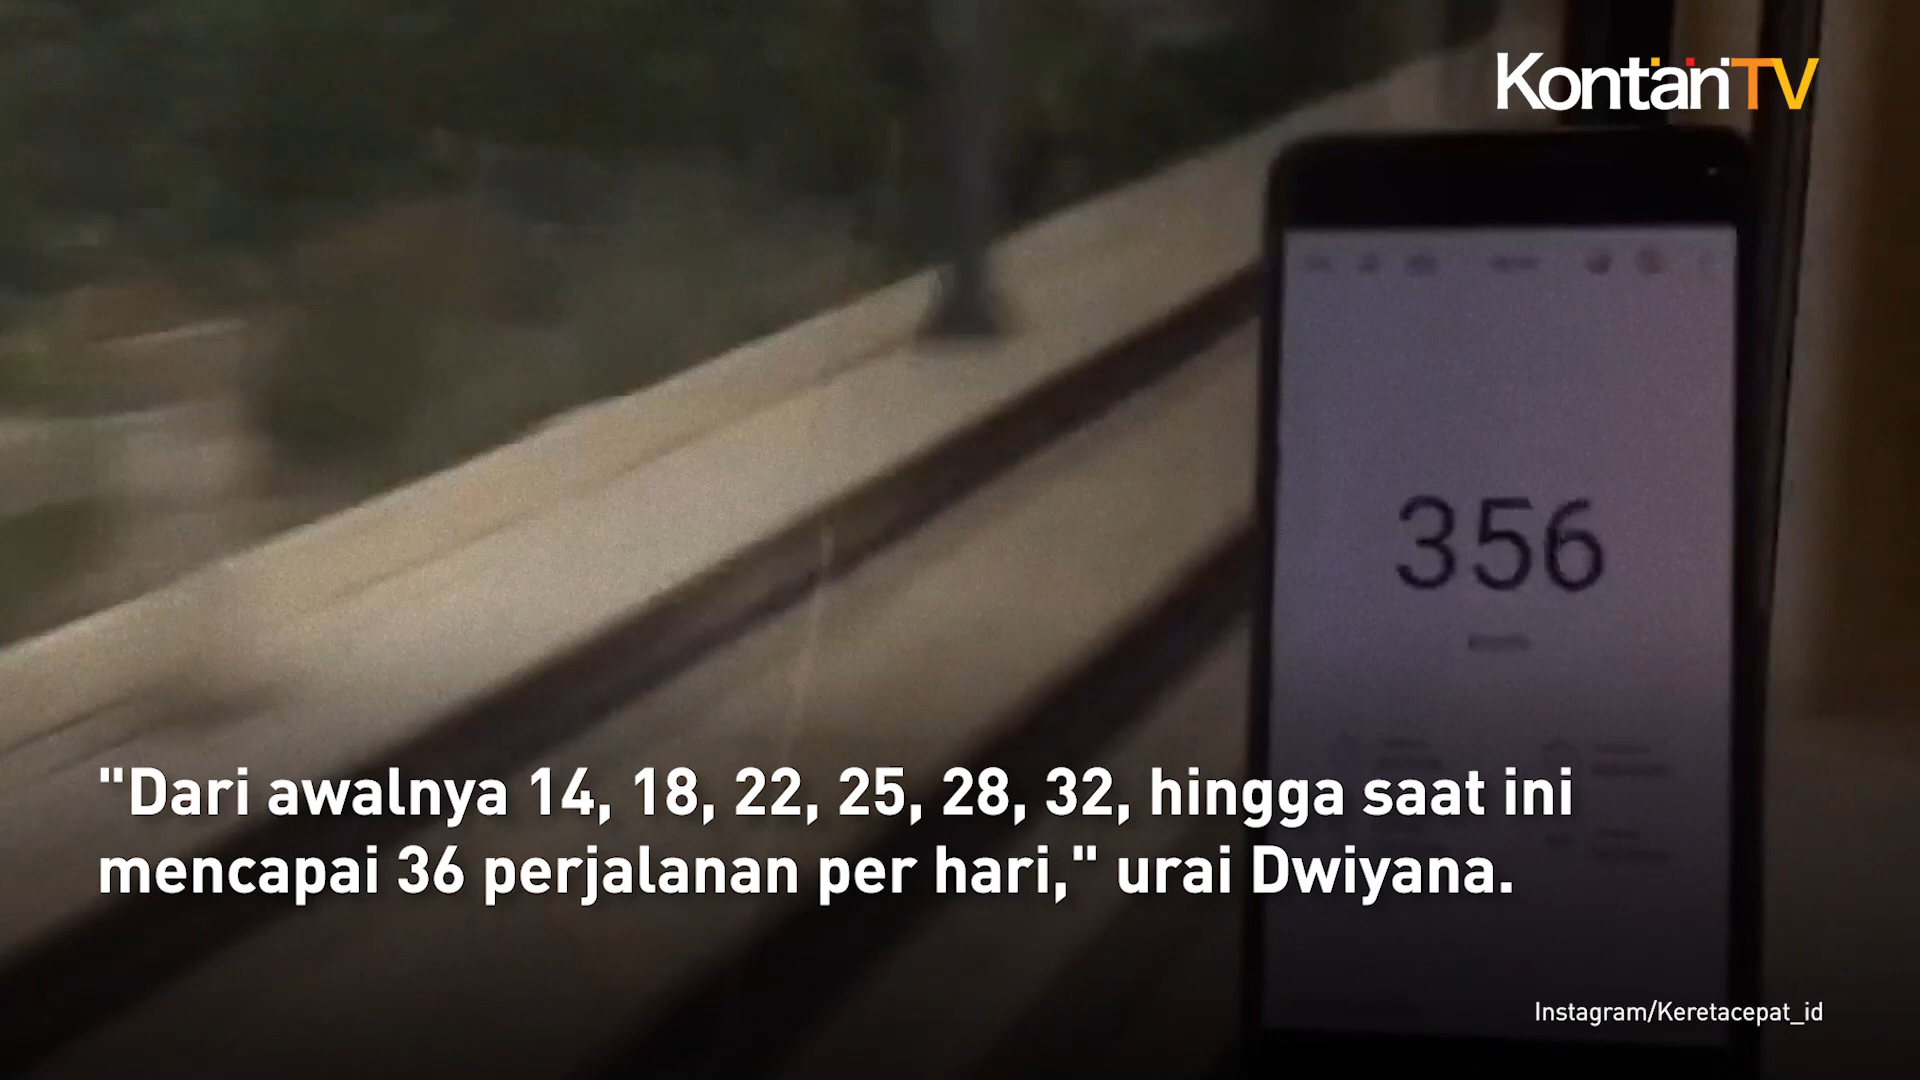 KontanTV
356
"Dari awalnya 14, 18, 22, 25, 28, 32, hingga saat ini
mencapai 36 perjalanan per hari," urai Dwiyana.
Instagram/Keretacepat_id